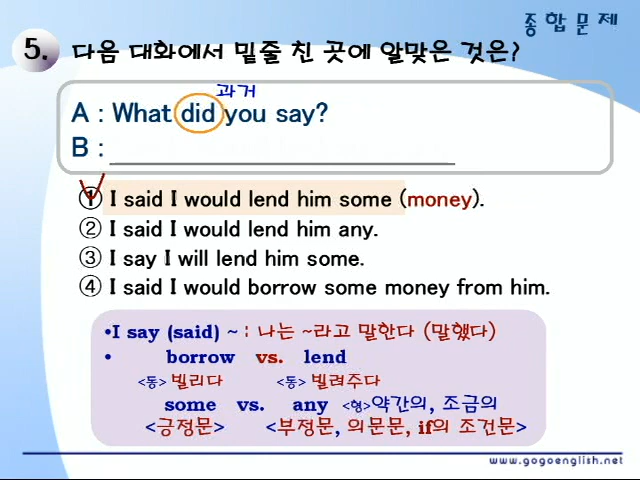 종합문제
5. 다음 대화에서 밑줄 친 곳에 알맞은 것은?
과거
A : What did you say?
B :
① I said I would lend him some (money).
② I said I would lend him any.
③ I say I will lend him some.
④ I said I would borrow some money from him.
•I say (said) ~ : 나는 ~라고 말한다 (말했다)
• borrow vs. lend
<동> 빌리다 <동> 빌려주다
some vs. any <형>약간의, 조금의
<긍정문> <부정문, 의문문, if의 조건문>
www.gogoenglish.net